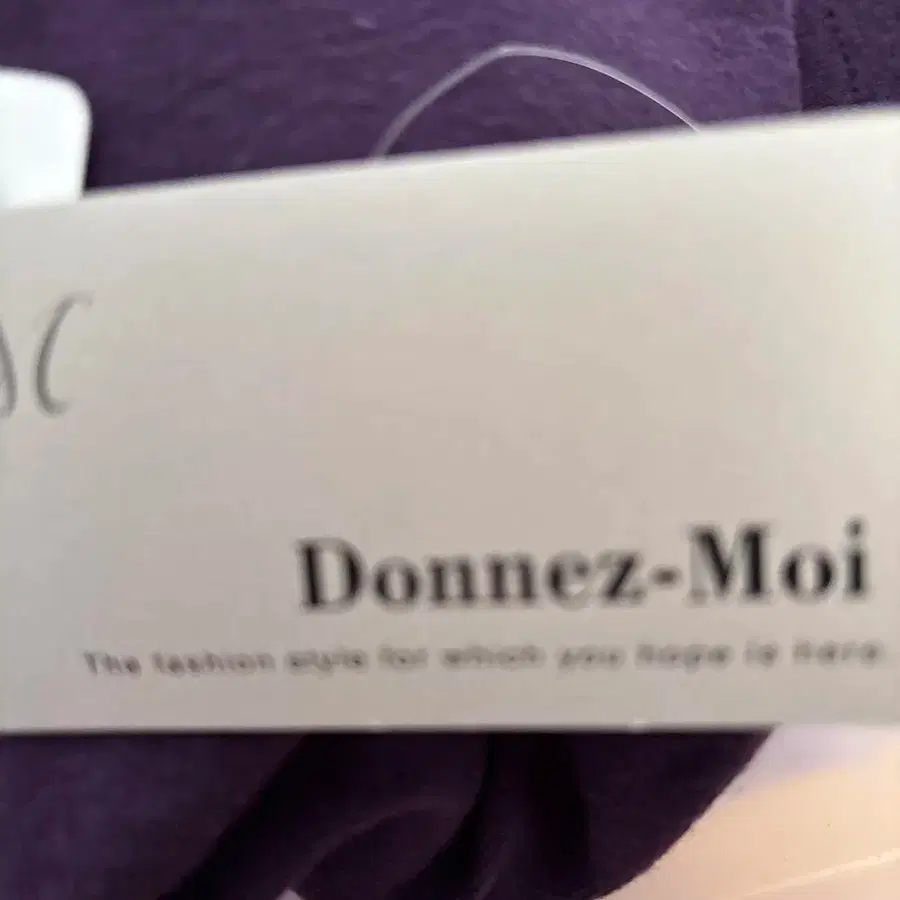 Donnez-Moi
The fashion style for which you hope is here.